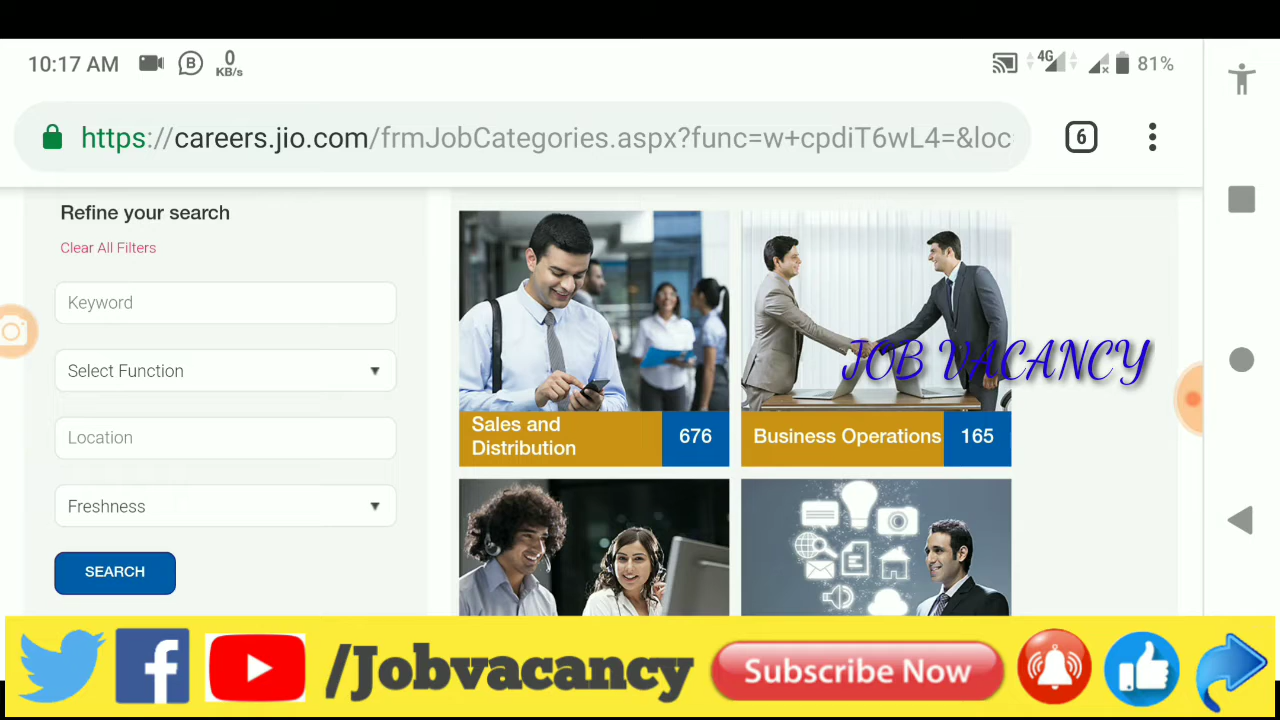 10:17 AM
B
0
KB/s
4G
81%
https://careers.jio.com/frmJobCategories.aspx?func=w+cpdiT6wL4=&loc
6
Refine your search
Clear All Filters
Keyword
Select Function
Location
Freshness
SEARCH
Sales and
Distribution
676
Business Operations
165
JOB VACANCY
/Jobvacancy
Subscribe Now